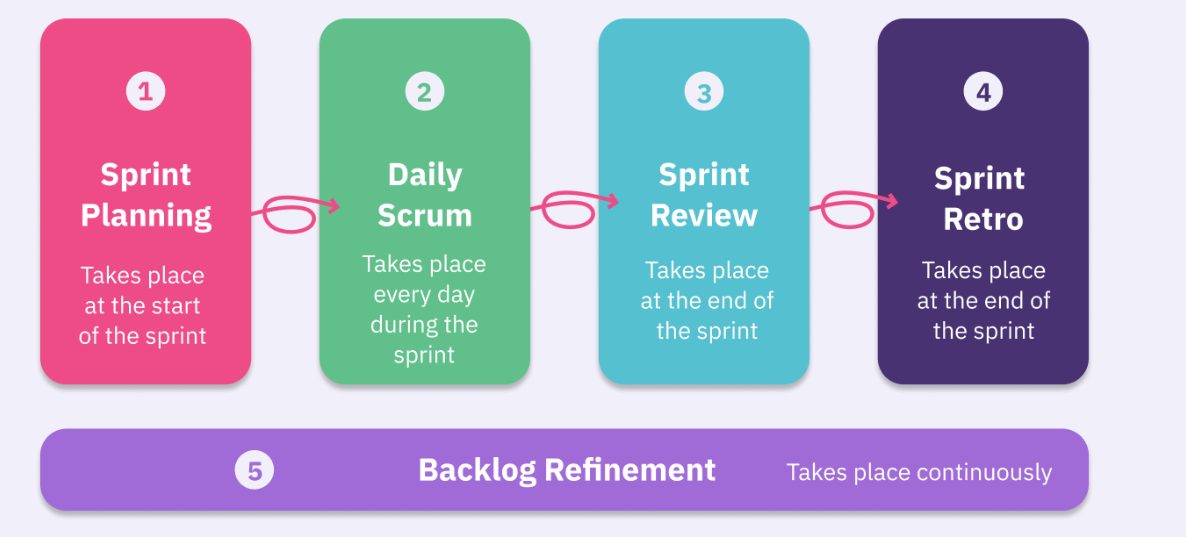 1
Sprint
Planning
Takes place
at the start
of the sprint
2
Daily
Scrum
Takes place
every day
during the
sprint
3
Sprint
Review
Takes place
at the end of
the sprint
4
Sprint
Retro
Takes place
at the end of
the sprint
5
Backlog Refinement
Takes place continuously